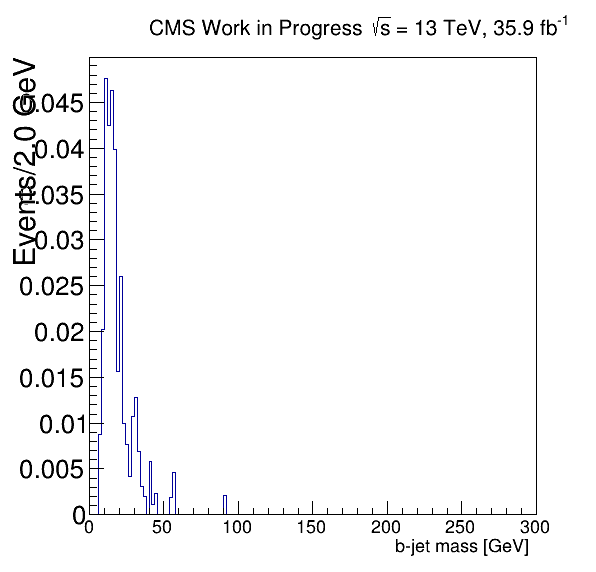 CMS Work in Progress √s = 13 TeV, 35.9 fb⁻¹
Events/2.0 GeV
0.045
0.04
0.035
0.03
0.025
0.02
0.015
0.01
0.005
0
0 50 100 150 200 250 300
b-jet mass [GeV]